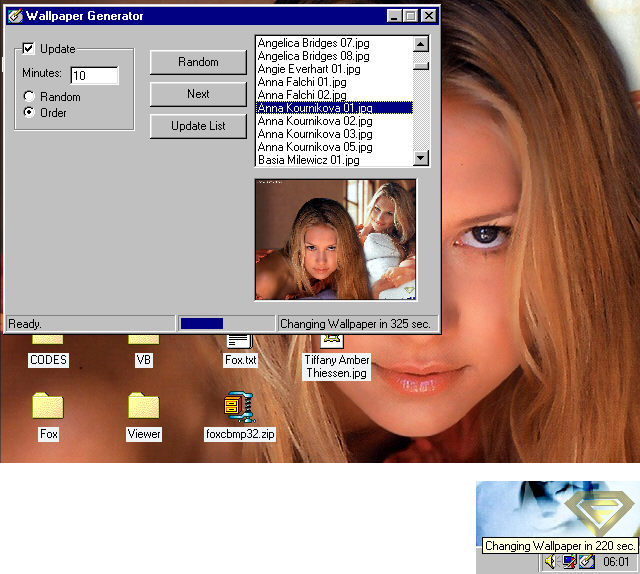 Wallpaper Generator
Update
Minutes: 10
Random
Order
Random
Next
Update List
Angelica Bridges 07.jpg
Angelica Bridges 08.jpg
Angie Everhart 01.jpg
Anna Falchi 01.jpg
Anna Falchi 02.jpg
Anna Kournikova 01.jpg
Anna Kournikova 02.jpg
Anna Kournikova 03.jpg
Anna Kournikova 05.jpg
Basia Milewicz 01.jpg
Ready.
Changing Wallpaper in 325 sec.
CODES
VB
Fox.txt
Tiffany Amber
Thiessen.jpg
Fox
Viewer
foxcbmp32.zip
Changing Wallpaper in 220 sec.
06:01